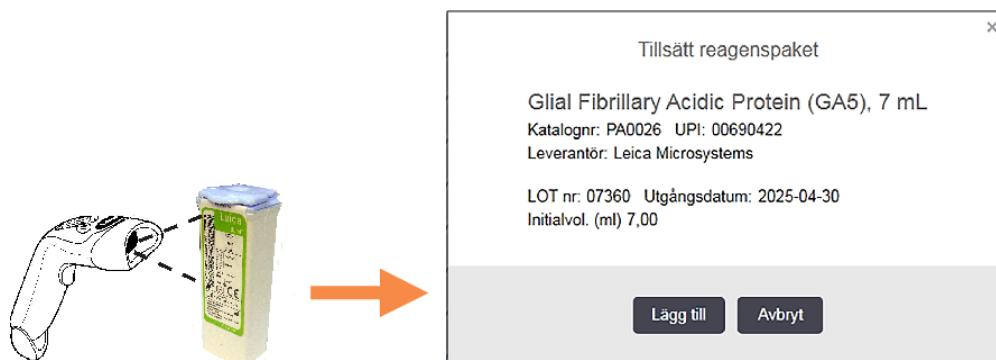 ×
Tillsätt reagenspaket
Glial Fibrillary Acidic Protein (GA5), 7 mL
Katalognr: PA0026 UPI: 00690422
Leverantör: Leica Microsystems
LOT nr: 07360 Utgångsdatum: 2025-04-30
Initialvol. (ml) 7,00
Lägg till Avbryt
Leica
CE